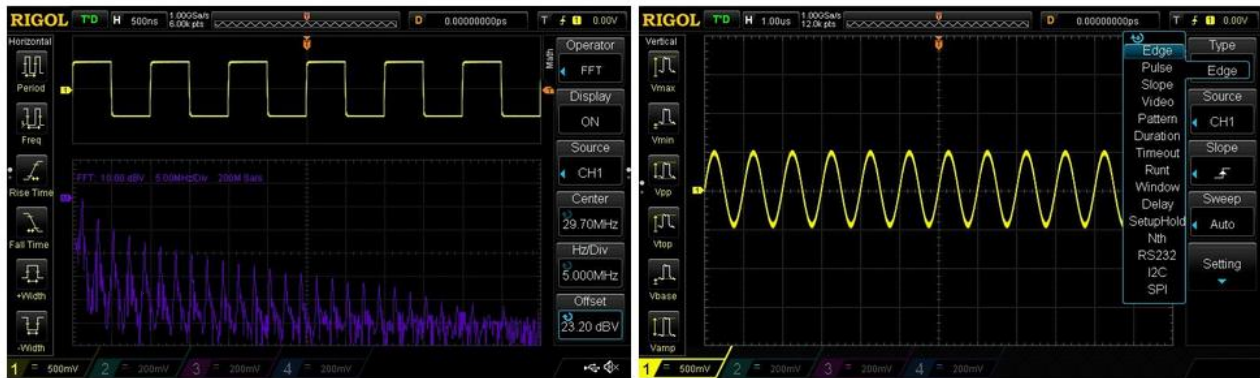 RIGOL T'D H 500ns 1.00GSa/s 6.00k pts D 0.00000000ps T 1 0.00V
Horizontal
Period
Freq
Rise Time
Fall Time
+Width
-Width
Math
Operator
FFT
Display
ON
Source
CH1
Center
29.70MHz
Hz/Div
5.000MHz
Offset
23.20 dBV
FFT: 10.00 dBV 5.00MHz/Div 200M Sa/s
1 = 500mV 2 = 200mV 3 = 200mV 4 = 200mV
RIGOL T'D H 1.00us 1.00GSa/s 12.0k pts D 0.00000000ps T 1 0.00V
Vertical
Vmax
Vmin
Vpp
Vtop
Vbase
Vamp
Edge
Pulse
Slope
Video
Pattern
Duration
Timeout
Runt
Window
Delay
SetupHold
Nth
RS232
I2C
SPI
Type
Edge
Source
CH1
Slope
Sweep
Auto
Setting
1 = 500mV 2 = 200mV 3 = 200mV 4 = 200mV